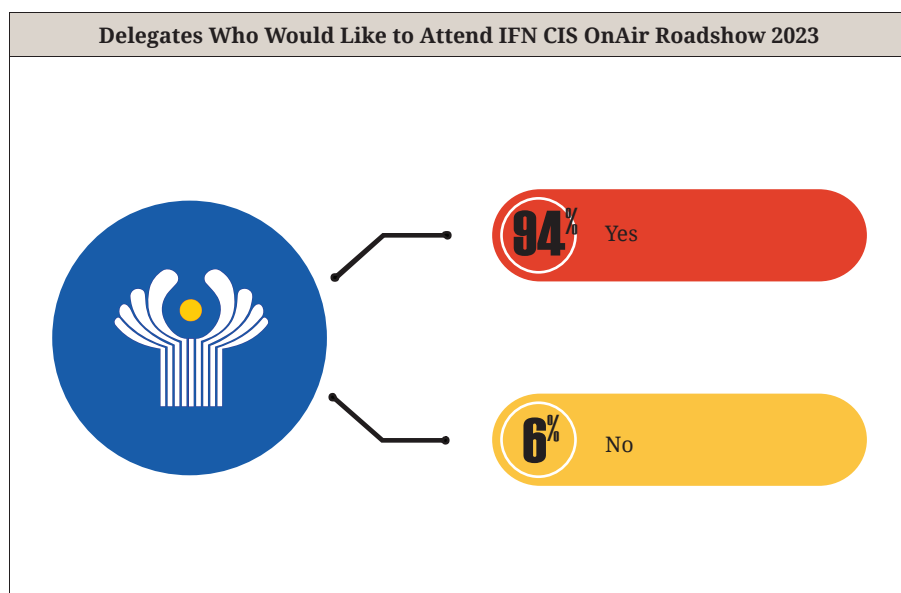 Delegates Who Would Like to Attend IFN CIS OnAir Roadshow 2023
94% Yes
6% No